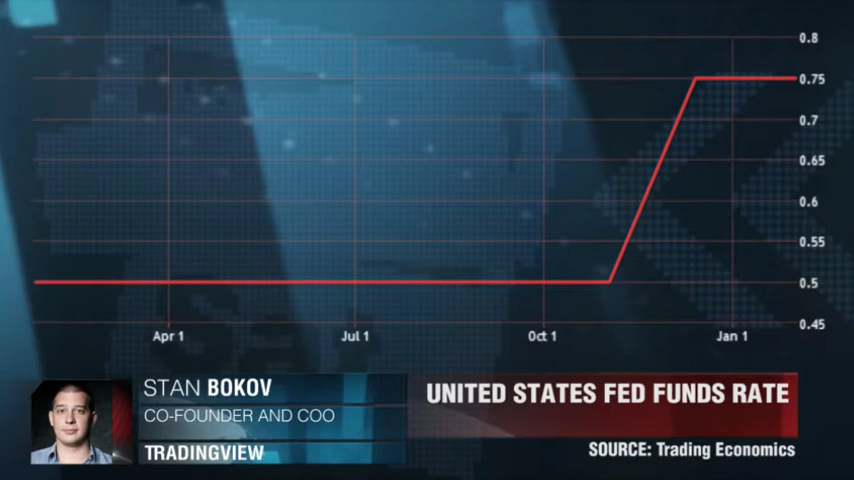 0.8
0.75
0.7
0.65
0.6
0.55
0.5
0.45
Apr 1 Jul 1 Oct 1 Jan 1
STAN BOKOV
CO-FOUNDER AND COO
TRADINGVIEW
UNITED STATES FED FUNDS RATE
SOURCE: Trading Economics